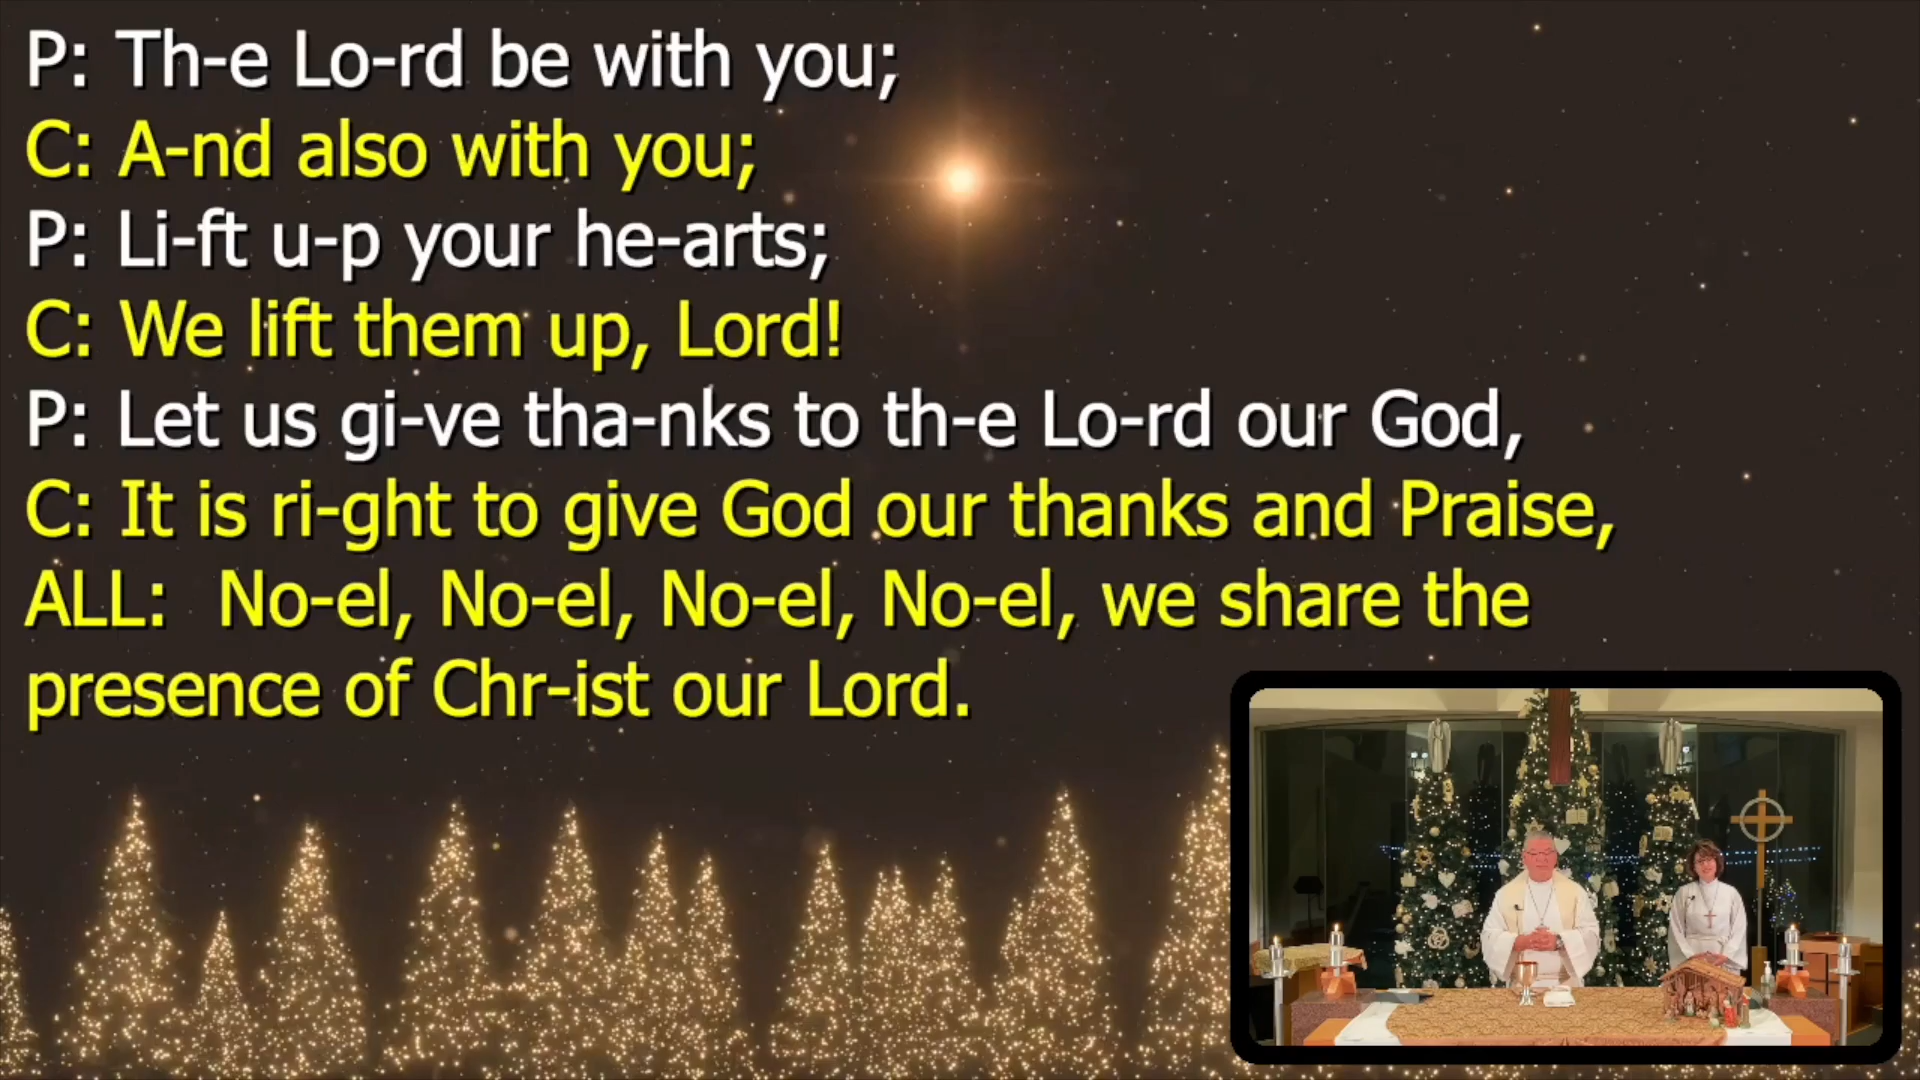 P: Th-e Lo-rd be with you;
C: A-nd also with you;
P: Li-ft u-p your he-arts;
C: We lift them up, Lord!
P: Let us gi-ve tha-nks to th-e Lo-rd our God,
C: It is ri-ght to give God our thanks and Praise,
ALL:  No-el, No-el, No-el, No-el, we share the
presence of Chr-ist our Lord.